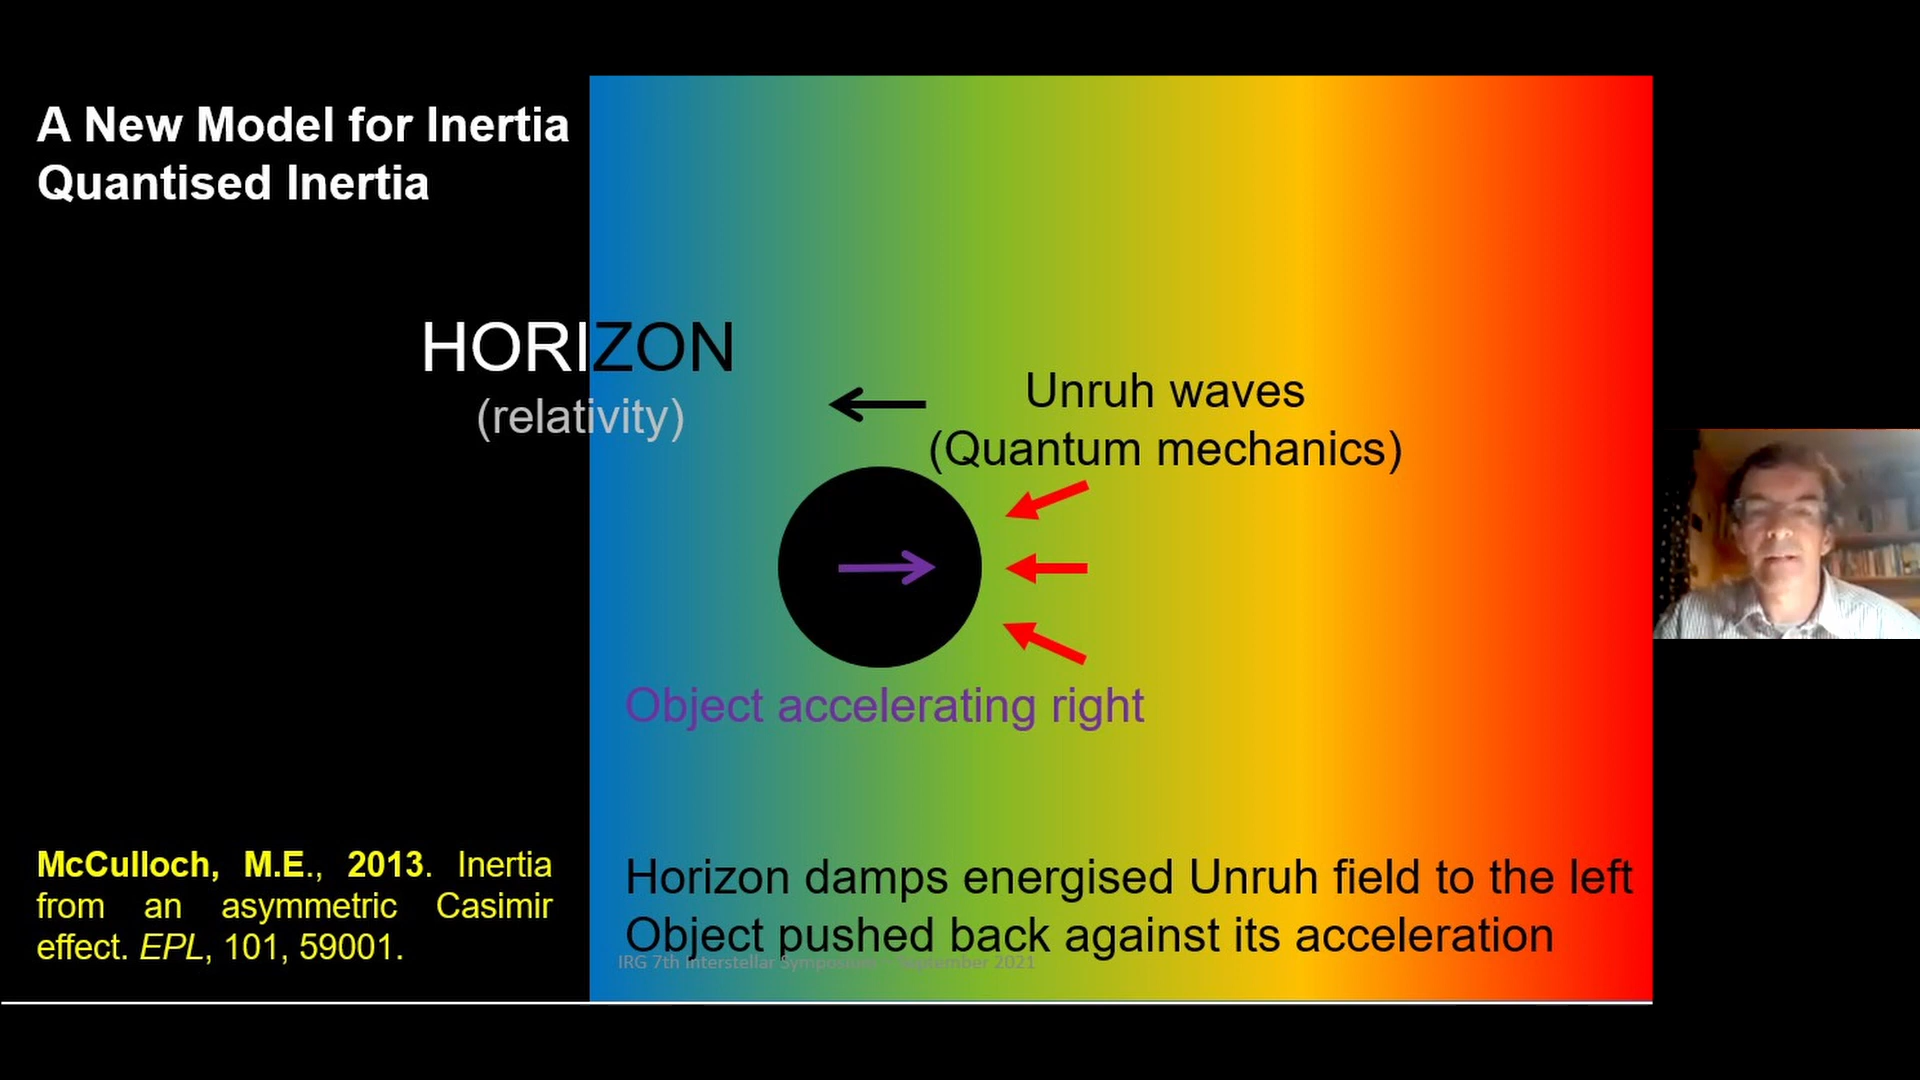 A New Model for Inertia
Quantised Inertia
HORIZON
(relativity)
Unruh waves
(Quantum mechanics)
Object accelerating right
McCulloch, M.E., 2013. Inertia
from an asymmetric Casimir
effect. EPL, 101, 59001.
Horizon damps energised Unruh field to the left
Object pushed back against its acceleration
IRG 7th Interstellar Symposium - September 2021